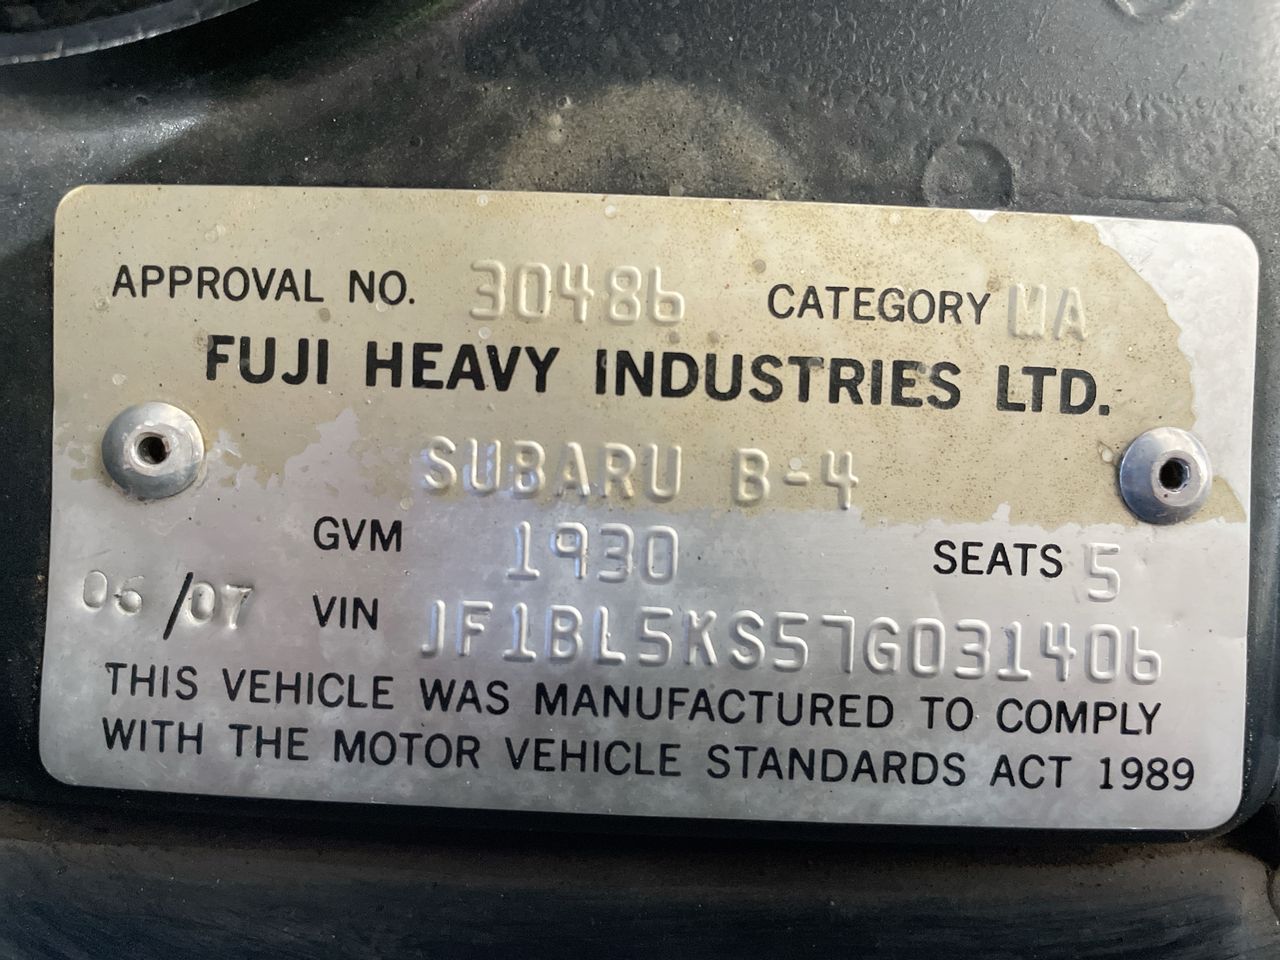 APPROVAL NO. 30486 CATEGORY MA
FUJI HEAVY INDUSTRIES LTD.
SUBARU B-4
GVM 1930 SEATS 5
06/07 VIN JF1BL5KS57G031406
THIS VEHICLE WAS MANUFACTURED TO COMPLY
WITH THE MOTOR VEHICLE STANDARDS ACT 1989